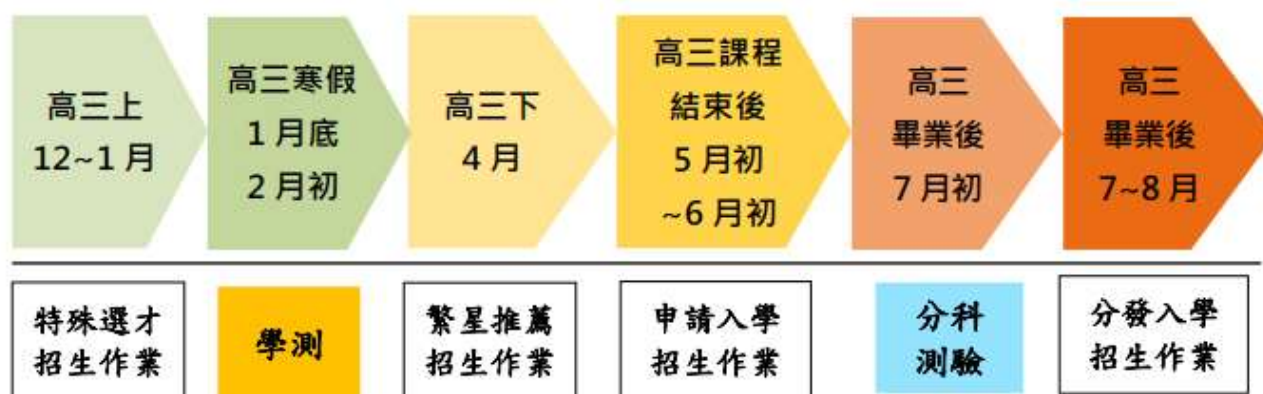 高三上
12~1 月
高三寒假
1 月底
2 月初
高三下
4 月
高三課程
結束後
5 月初
~6 月初
高三
畢業後
7 月初
高三
畢業後
7~8 月
特殊選才
招生作業
學測
繁星推薦
招生作業
申請入學
招生作業
分科
測驗
分發入學
招生作業